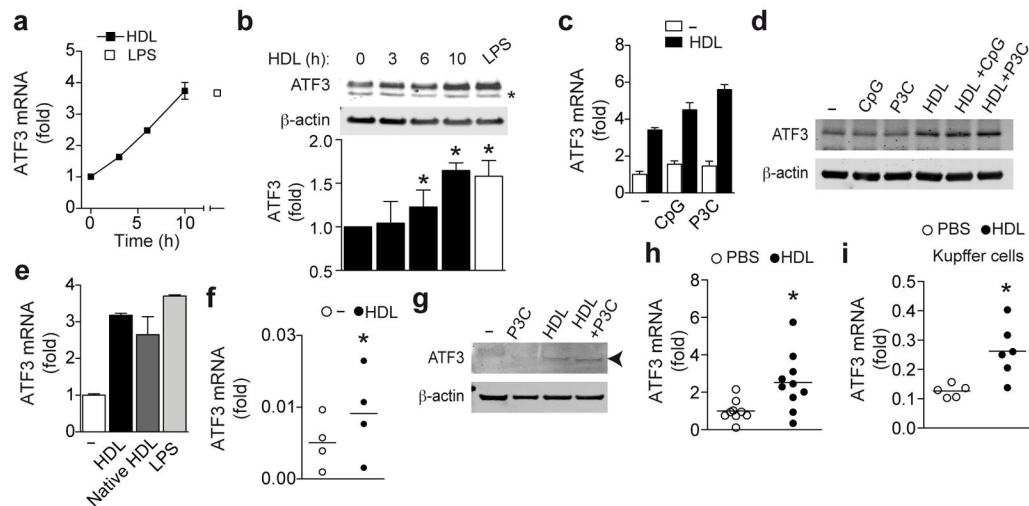 a
HDL
LPS
ATF3 mRNA
(fold)
5
4
3
2
1
0
0
5
10
Time (h)
b
HDL (h):
0
3
6
10
LPS
ATF3
*
β-actin
ATF3
(fold)
2.0
1.5
1.0
0.5
*
*
*
c
–
HDL
ATF3 mRNA
(fold)
8
6
4
2
0
–
CpG
P3C
d
–
CpG
P3C
HDL
HDL+CpG
HDL+P3C
ATF3
β-actin
e
ATF3 mRNA
(fold)
4
3
2
1
0
–
HDL
Native HDL
LPS
f
–
HDL
ATF3 mRNA
(fold)
0.03
0.01
0.00
*
g
–
P3C
HDL
HDL
+P3C
ATF3
β-actin
h
PBS
HDL
ATF3 mRNA
(fold)
8
6
4
2
0
*
i
PBS
HDL
Kupffer cells
ATF3 mRNA
(fold)
0.5
0.4
0.3
0.2
0.1
0.0
*